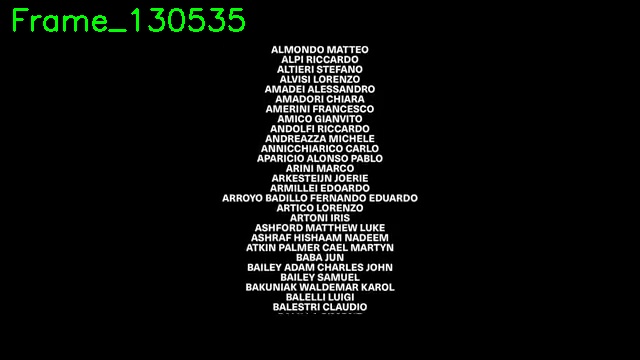 Frame_130535
ALMONDO MATTEO
ALPI RICCARDO
ALTIERI STEFANO
ALVISI LORENZO
AMADEI ALESSANDRO
AMADORI CHIARA
AMERINI FRANCESCO
AMICO GIANVITO
ANDOLFI RICCARDO
ANDREAZZA MICHELE
ANNICCHIARICO CARLO
APARICIO ALONSO PABLO
ARINI MARCO
ARKESTEIJN JOERIE
ARMILLEI EDOARDO
ARROYO BADILLO FERNANDO EDUARDO
ARTICO LORENZO
ARTONI IRIS
ASHFORD MATTHEW LUKE
ASHRAF HISHAAM NADEEM
ATKIN PALMER CAEL MARTYN
BABA JUN
BAILEY ADAM CHARLES JOHN
BAILEY SAMUEL
BAKUNIAK WALDEMAR KAROL
BALELLI LUIGI
BALESTRI CLAUDIO